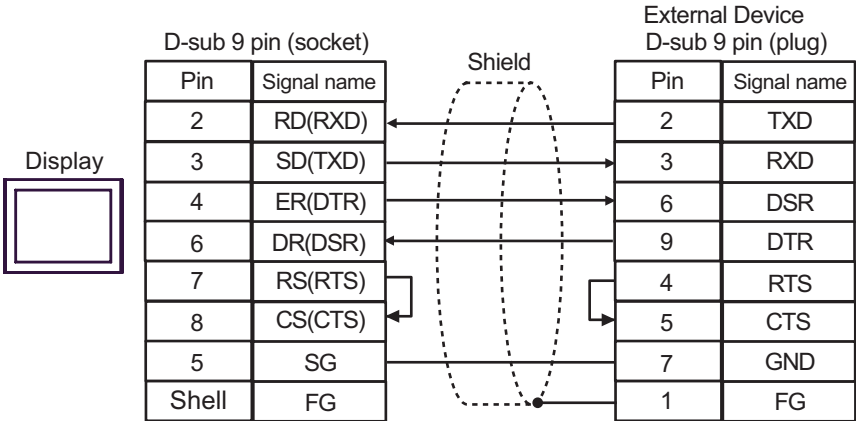 External Device
D-sub 9 pin (socket)
D-sub 9 pin (plug)
Shield
Pin Signal name
Pin Signal name
2 RD(RXD)
2 TXD
Display
3 SD(TXD)
3 RXD
4 ER(DTR)
6 DSR
6 DR(DSR)
9 DTR
7 RS(RTS)
4 RTS
8 CS(CTS)
5 CTS
5 SG
7 GND
Shell FG
1 FG